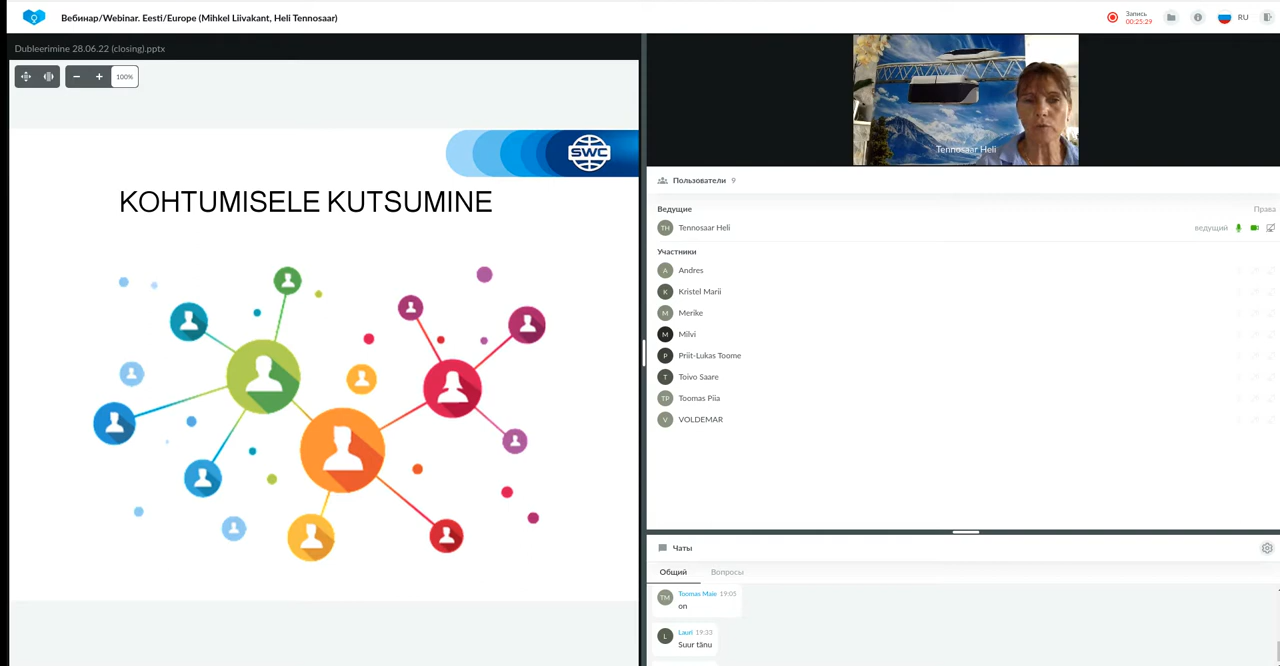 Вебинар/Webinar. Eesti/Europe (Mihkel Liivakant, Heli Tennosaar)
Запись
00:25:29
RU
Dubleerimine 28.06.22 (closing).pptx
100%
SWC
KOHTUMISELE KUTSUMINE
Tennosaar Heli
Пользователи 9
Ведущие
Права
TH Tennosaar Heli
ведущий
Участники
A Andres
K Kristel Marii
M Merike
M Milvi
P Priit-Lukas Toome
T Toivo Saare
TP Toomas Piia
V VOLDEMAR
Чаты
Общий
Вопросы
TM Toomas Maie 19:05
on
L Lauri 19:33
Suur tänu